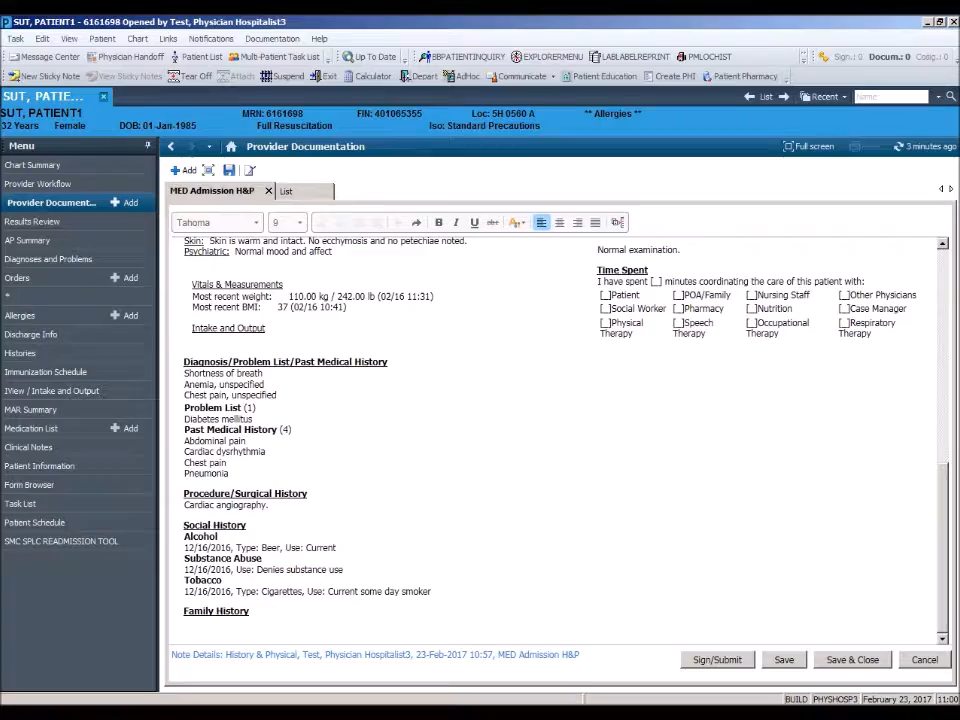 SUT, PATIENT1 - 6161698 Opened by Test, Physician Hospitalist3
Task Edit View Patient Chart Links Notifications Documentation Help
Message Center Physician Handoff Patient List Multi-Patient Task List Up To Date BBPATIENTINQUIRY EXPLORERMENU LABLABELREPRINT PMLOCHIST Sign.: 0 Docum.: 0 Cosig.: 0
New Sticky Note View Sticky Notes Tear Off Attach Suspend Exit Calculator Depart AdHoc Communicate Patient Education Create PHI Patient Pharmacy
SUT, PATIE... List Recent Name
SUT, PATIENT1 MRN: 6161698 FIN: 401065355 Loc: 5H 0560 A ** Allergies **
32 Years Female DOB: 01-Jan-1985 Full Resuscitation Iso: Standard Precautions
Menu
Chart Summary
Provider Workflow
Provider Document... Add
Results Review
AP Summary
Diagnoses and Problems
Orders Add
*
Allergies Add
Discharge Info
Histories
Immunization Schedule
IView / Intake and Output
MAR Summary
Medication List Add
Clinical Notes
Patient Information
Form Browser
Task List
Patient Schedule
SMC SPLC READMISSION TOOL
Provider Documentation Full screen 3 minutes ago
Add
MED Admission H&P List
Tahoma 9 B I U abc A
Skin: Skin is warm and intact. No ecchymosis and no petechiae noted.
Psychiatric: Normal mood and affect
Vitals & Measurements
Most recent weight: 110.00 kg / 242.00 lb (02/16 11:31)
Most recent BMI: 37 (02/16 10:41)
Intake and Output
Diagnosis/Problem List/Past Medical History
Shortness of breath
Anemia, unspecified
Chest pain, unspecified
Problem List (1)
Diabetes mellitus
Past Medical History (4)
Abdominal pain
Cardiac dysrhythmia
Chest pain
Pneumonia
Procedure/Surgical History
Cardiac angiography.
Social History
Alcohol
12/16/2016, Type: Beer, Use: Current
Substance Abuse
12/16/2016, Use: Denies substance use
Tobacco
12/16/2016, Type: Cigarettes, Use: Current some day smoker
Family History
Normal examination.
Time Spent
I have spent [_] minutes coordinating the care of this patient with:
[_]Patient [_]POA/Family [_]Nursing Staff [_]Other Physicians
[_]Social Worker [_]Pharmacy [_]Nutrition [_]Case Manager
[_]Physical [_]Speech [_]Occupational [_]Respiratory
Therapy Therapy Therapy Therapy
Note Details: History & Physical, Test, Physician Hospitalist3, 23-Feb-2017 10:57, MED Admission H&P
Sign/Submit Save Save & Close Cancel
BUILD PHYSHOSP3 February 23, 2017 11:00